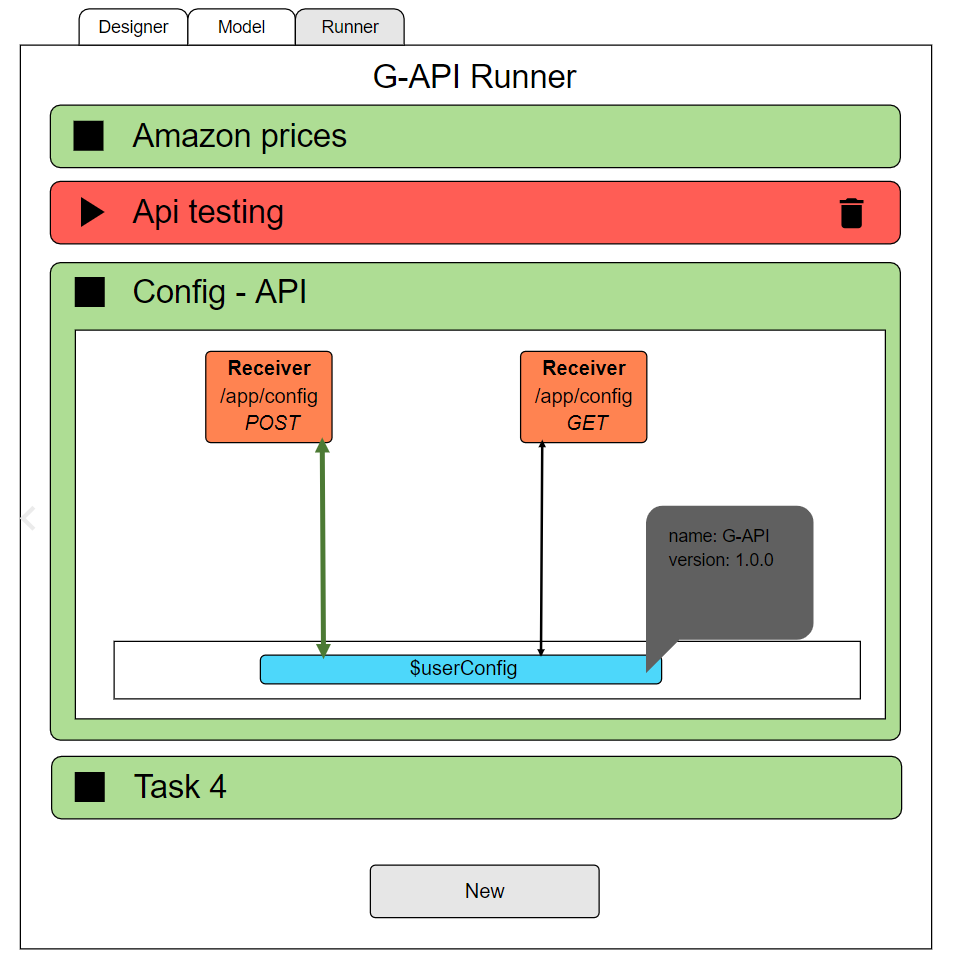 Designer
Model
Runner
G-API Runner
Amazon prices
Api testing
Config - API
Receiver
/app/config
POST
Receiver
/app/config
GET
name: G-API
version: 1.0.0
$userConfig
Task 4
New